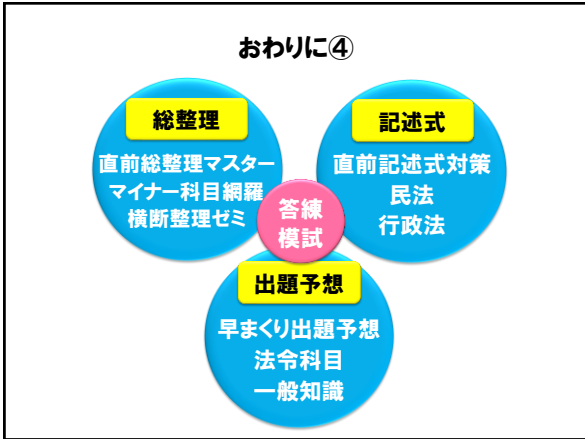 おわりに④
総整理
直前総整理マスター
マイナー科目網羅
横断整理ゼミ
記述式
直前記述式対策
民法
行政法
答練
模試
出題予想
早まくり出題予想
法令科目
一般知識